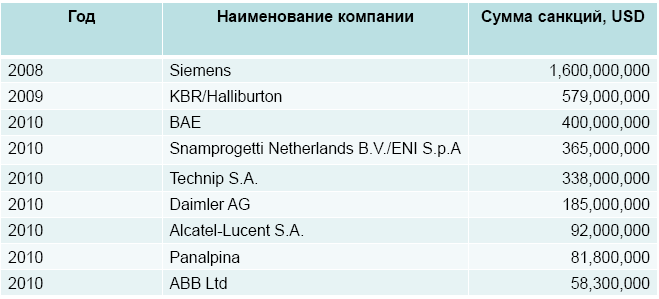 Год Наименование компании Сумма санкций, USD
2008 Siemens 1,600,000,000
2009 KBR/Halliburton 579,000,000
2010 BAE 400,000,000
2010 Snamprogetti Netherlands B.V./ENI S.p.A 365,000,000
2010 Technip S.A. 338,000,000
2010 Daimler AG 185,000,000
2010 Alcatel-Lucent S.A. 92,000,000
2010 Panalpina 81,800,000
2010 ABB Ltd 58,300,000